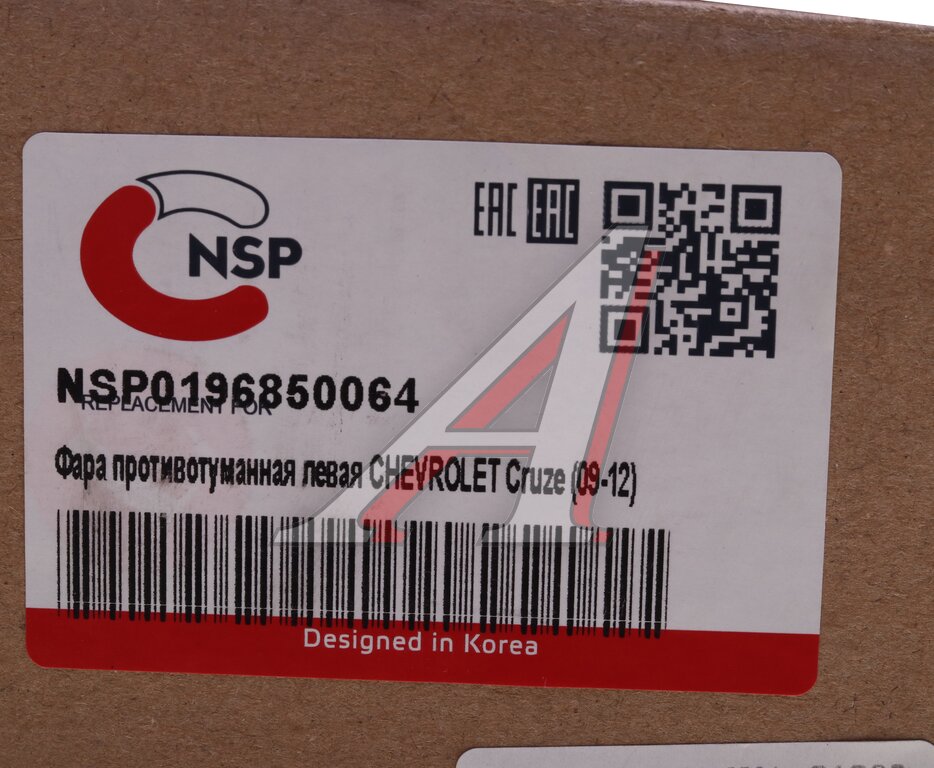 NSP
EAC EAC
NSP0196850064
REPLACEMENT FOR
Фара противотуманная левая CHEVROLET Cruze (09-12)
Designed in Korea